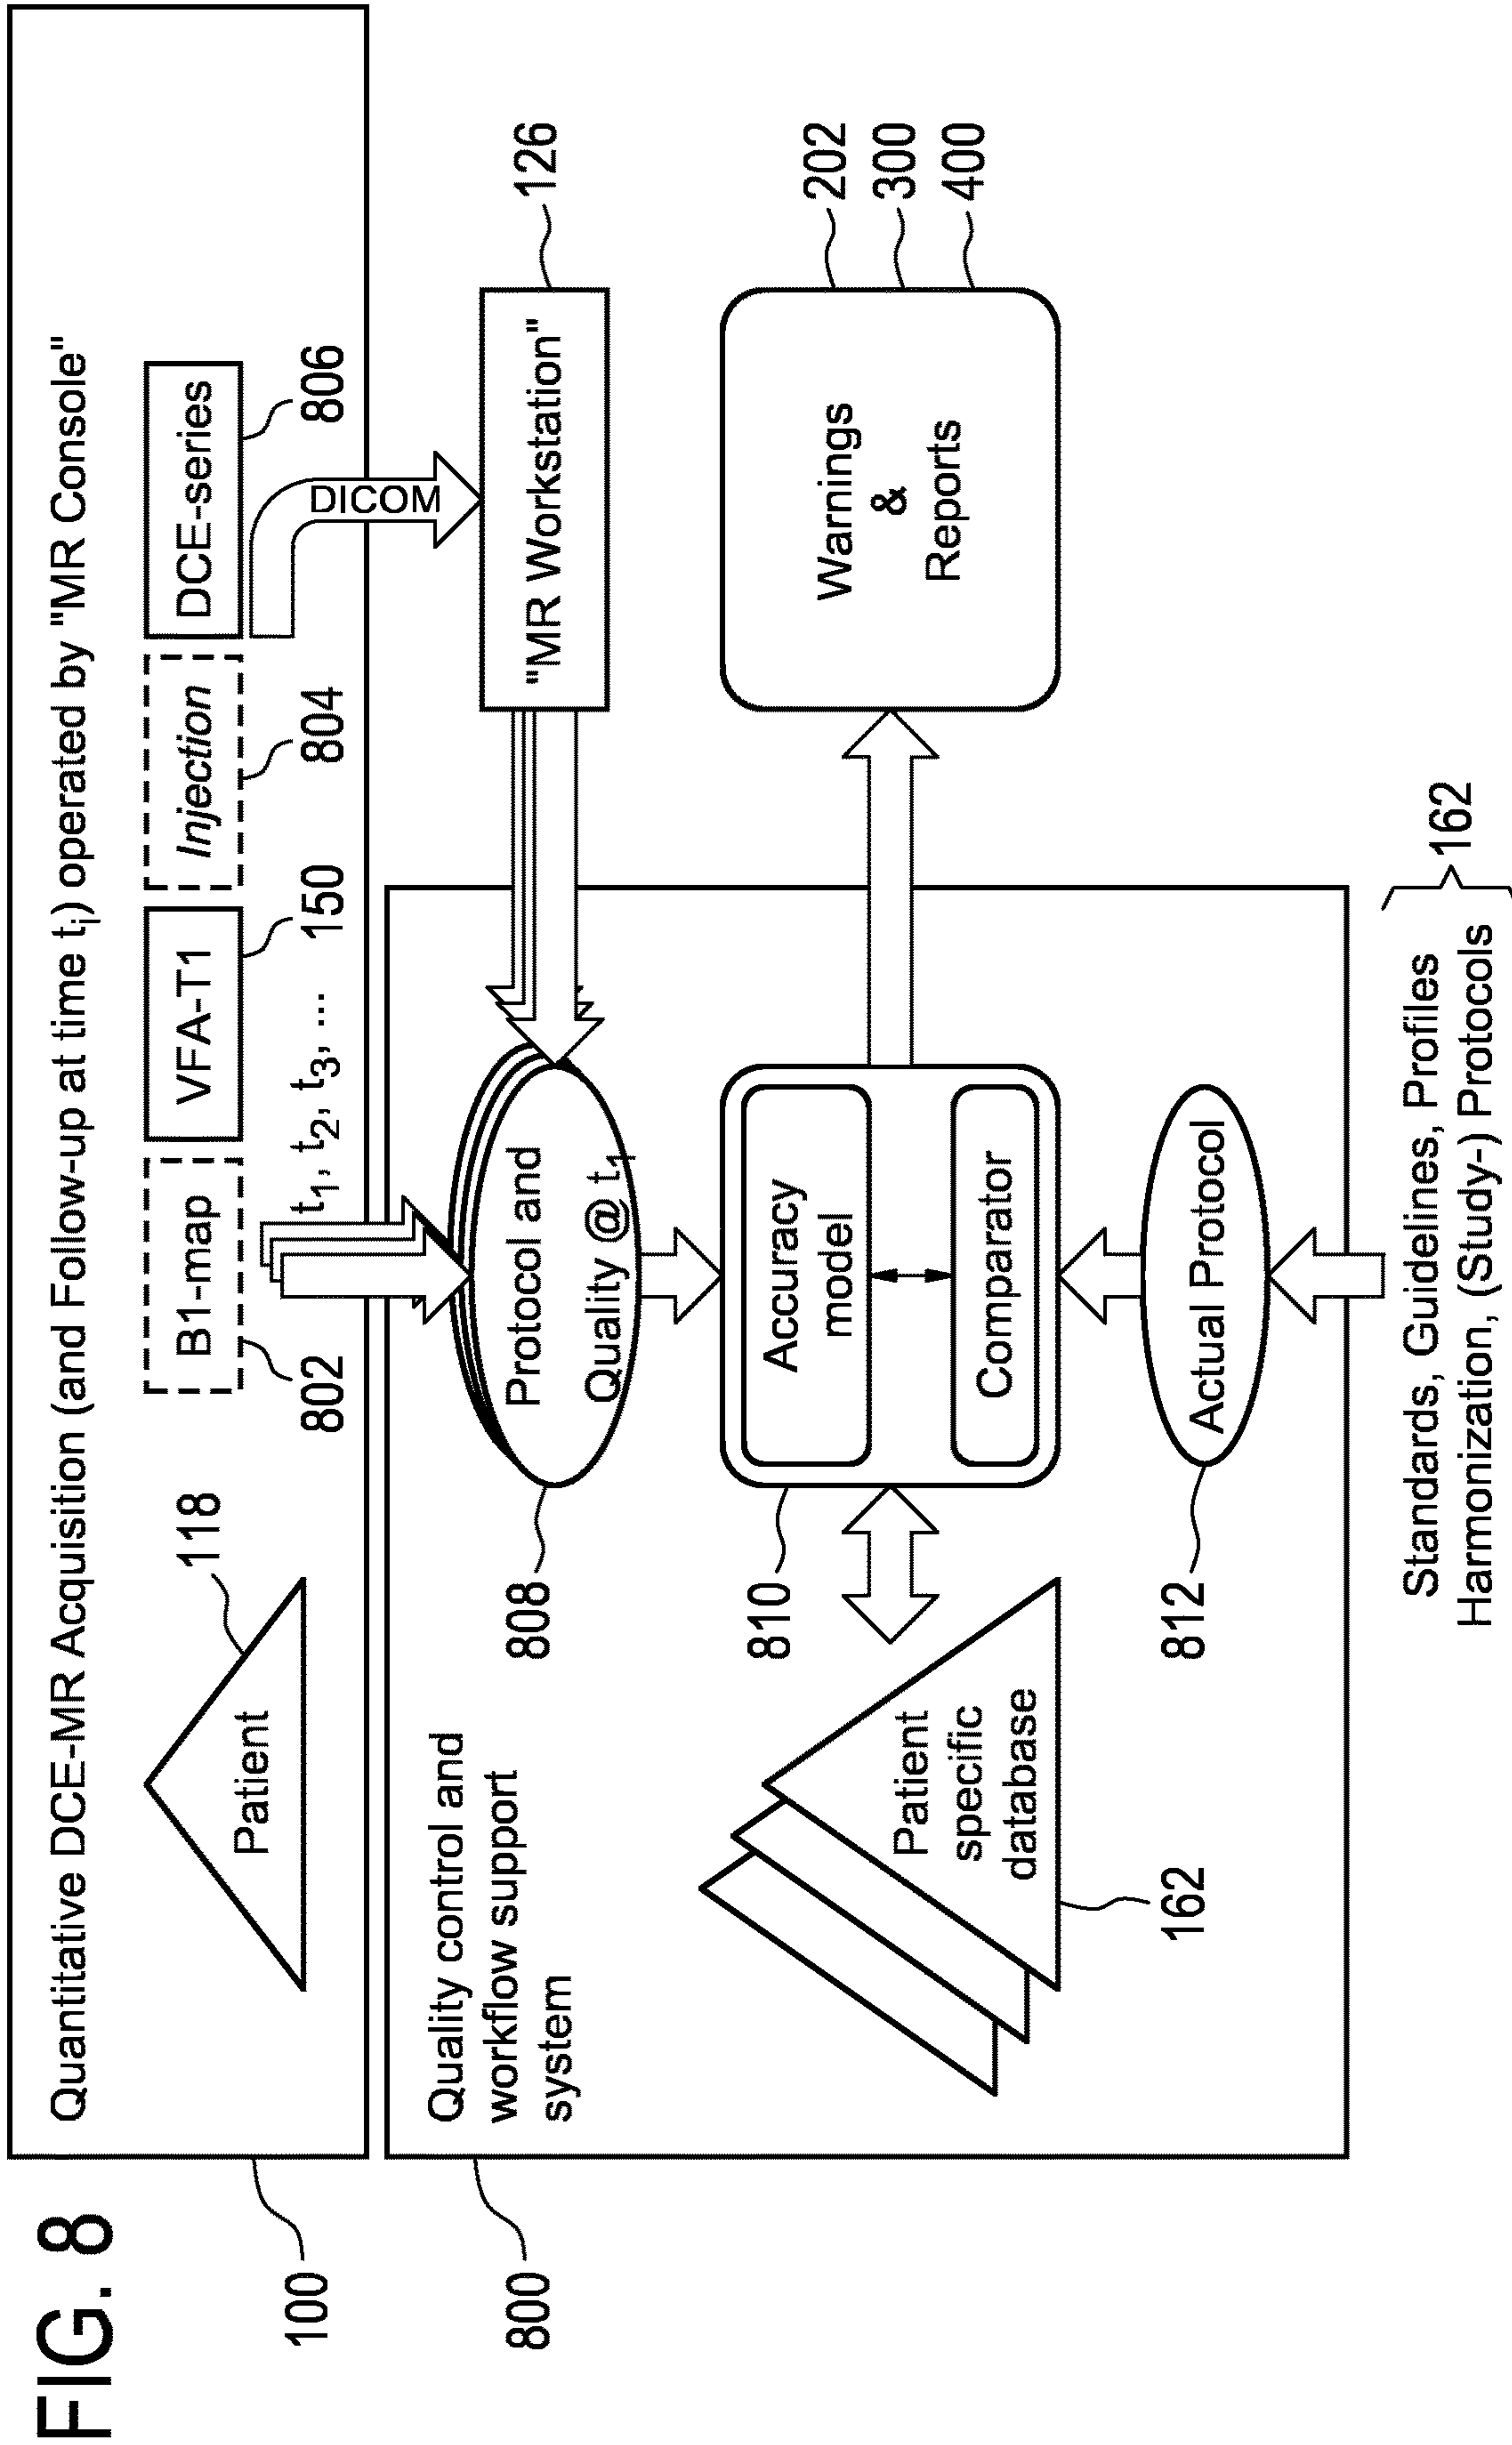 FIG. 8
Quantitative DCE-MR Acquisition (and Follow-up at time ti) operated by "MR Console"
100
Patient
118
B1-map
802
VFA-T1
150
Injection
804
DCE-series
806
t1, t2, t3, ...
DICOM
800
Quality control and
workflow support
system
Protocol and
Quality @ t1
808
"MR Workstation"
126
Patient
specific
database
162
810
Accuracy
model
Comparator
Warnings
&
Reports
202
300
400
Actual Protocol
812
Standards, Guidelines, Profiles
Harmonization, (Study-) Protocols
162